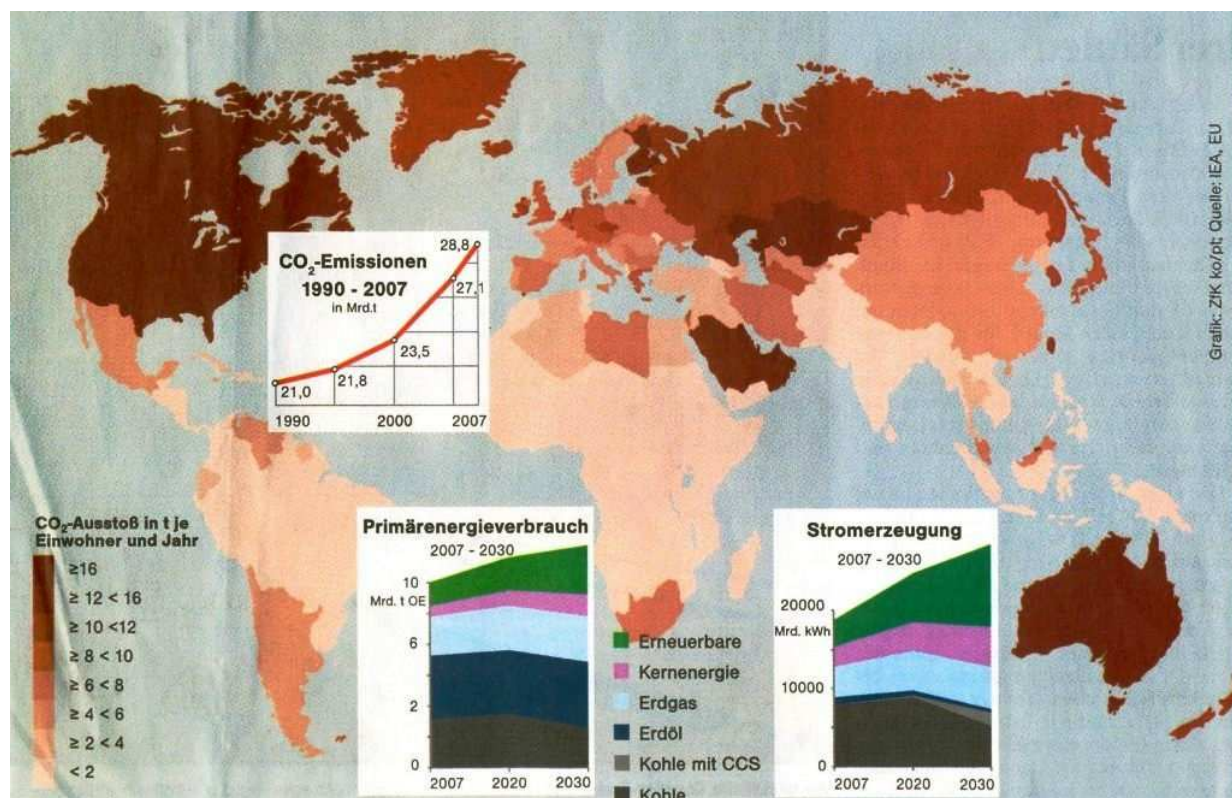 Grafik: ZfK ko/pt; Quelle: IEA, EU
CO₂-Emissionen
1990 - 2007
in Mrd.t
28,8
27,1
23,5
21,8
21,0
1990
2000
2007
CO₂-Ausstoß in t je
Einwohner und Jahr
≥16
≥ 12 < 16
≥ 10 <12
≥ 8 < 10
≥ 6 < 8
≥ 4 < 6
≥ 2 < 4
< 2
Primärenergieverbrauch
2007 - 2030
10
Mrd. t OE
6
2
0
2007
2020
2030
Erneuerbare
Kernenergie
Erdgas
Erdöl
Kohle mit CCS
Kohle
Stromerzeugung
2007 - 2030
20000
Mrd. kWh
10000
0
2007
2020
2030